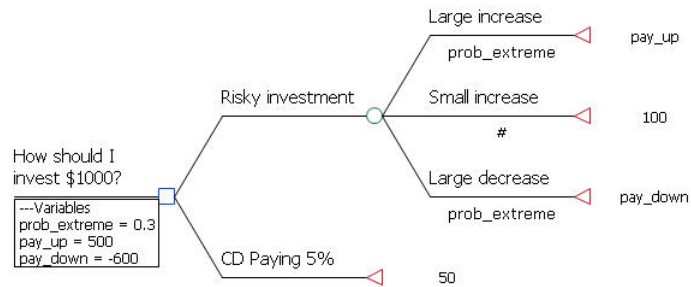 Large increase
prob_extreme
pay_up
Risky investment
Small increase
#
100
How should I
invest $1000?
Large decrease
prob_extreme
pay_down
---Variables
prob_extreme = 0.3
pay_up = 500
pay_down = -600
CD Paying 5%
50